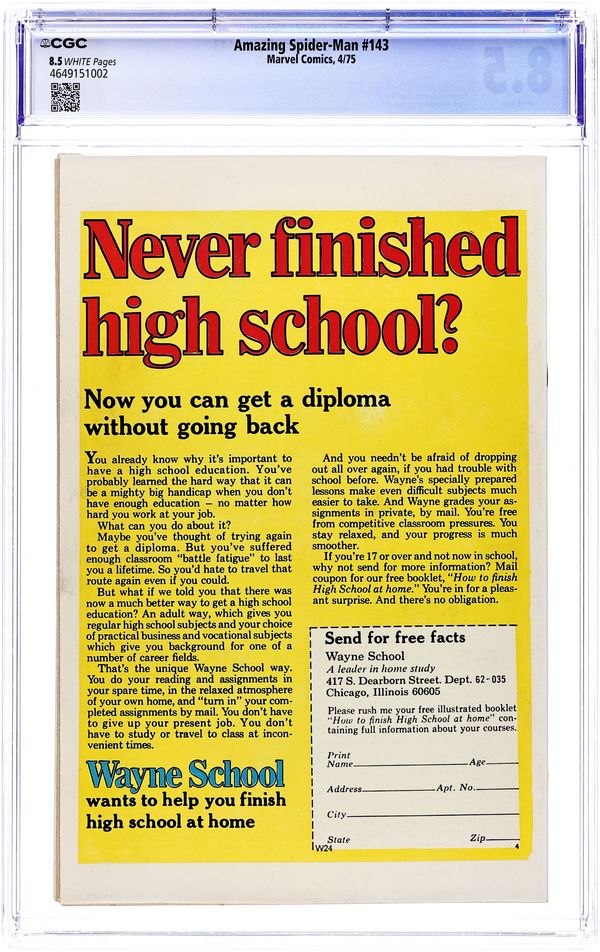 CGC
8.5 WHITE Pages
4649151002
Amazing Spider-Man #143
Marvel Comics, 4/75
8.5
Never finished
high school?
Now you can get a diploma
without going back
You already know why it's important to
have a high school education. You've
probably learned the hard way that it can
be a mighty big handicap when you don't
have enough education – no matter how
hard you work at your job.
What can you do about it?
Maybe you've thought of trying again
to get a diploma. But you've suffered
enough classroom "battle fatigue" to last
you a lifetime. So you'd hate to travel that
route again even if you could.
But what if we told you that there was
now a much better way to get a high school
education? An adult way, which gives you
regular high school subjects and your choice
of practical business and vocational subjects
which give you background for one of a
number of career fields.
That's the unique Wayne School way.
You do your reading and assignments in
your spare time, in the relaxed atmosphere
of your own home, and "turn in" your com-
pleted assignments by mail. You don't have
to give up your present job. You don't
have to study or travel to class at incon-
venient times.
Wayne School
wants to help you finish
high school at home
And you needn't be afraid of dropping
out all over again, if you had trouble with
school before. Wayne's specially prepared
lessons make even difficult subjects much
easier to take. And Wayne grades your as-
signments in private, by mail. You're free
from competitive classroom pressures. You
stay relaxed, and your progress is much
smoother.
If you're 17 or over and not now in school,
why not send for more information? Mail
coupon for our free booklet, "How to finish
High School at home." You're in for a pleas-
ant surprise. And there's no obligation.
Send for free facts
Wayne School
A leader in home study
417 S. Dearborn Street. Dept. 62-035
Chicago, Illinois 60605
Please rush me your free illustrated booklet
"How to finish High School at home" con-
taining full information about your courses.
Print
Name Age
Address Apt. No.
City
State Zip
W24 4